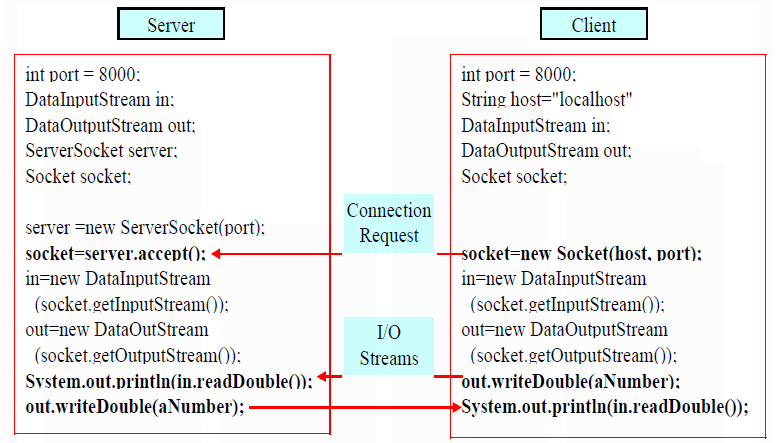 Server
int port = 8000;
DataInputStream in;
DataOutputStream out;
ServerSocket server;
Socket socket;
server =new ServerSocket(port);
socket=server.accept();
in=new DataInputStream
(socket.getInputStream());
out=new DataOutStream
(socket.getOutputStream());
System.out.println(in.readDouble());
out.writeDouble(aNumber);
Connection
Request
I/O
Streams
Client
int port = 8000;
String host="localhost"
DataInputStream in;
DataOutputStream out;
Socket socket;
socket=new Socket(host, port);
in=new DataInputStream
(socket.getInputStream());
out=new DataOutputStream
(socket.getOutputStream());
out.writeDouble(aNumber);
System.out.println(in.readDouble());